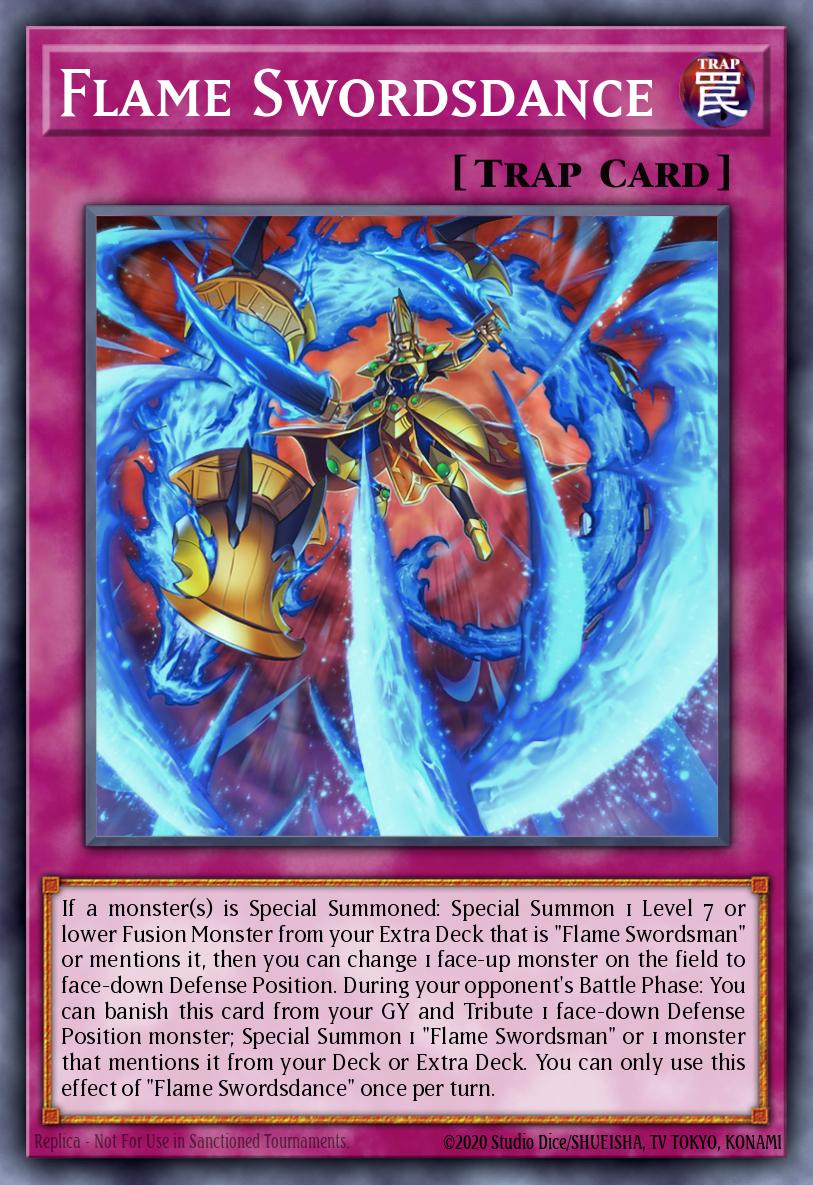 Flame Swordsdance
TRAP
罠
[Trap Card]
If a monster(s) is Special Summoned: Special Summon 1 Level 7 or
lower Fusion Monster from your Extra Deck that is "Flame Swordsman"
or mentions it, then you can change 1 face-up monster on the field to
face-down Defense Position. During your opponent's Battle Phase: You
can banish this card from your GY and Tribute 1 face-down Defense
Position monster; Special Summon 1 "Flame Swordsman" or 1 monster
that mentions it from your Deck or Extra Deck. You can only use this
effect of "Flame Swordsdance" once per turn.
Replica - Not For Use in Sanctioned Tournaments.
©2020 Studio Dice/SHUEISHA, TV TOKYO, KONAMI